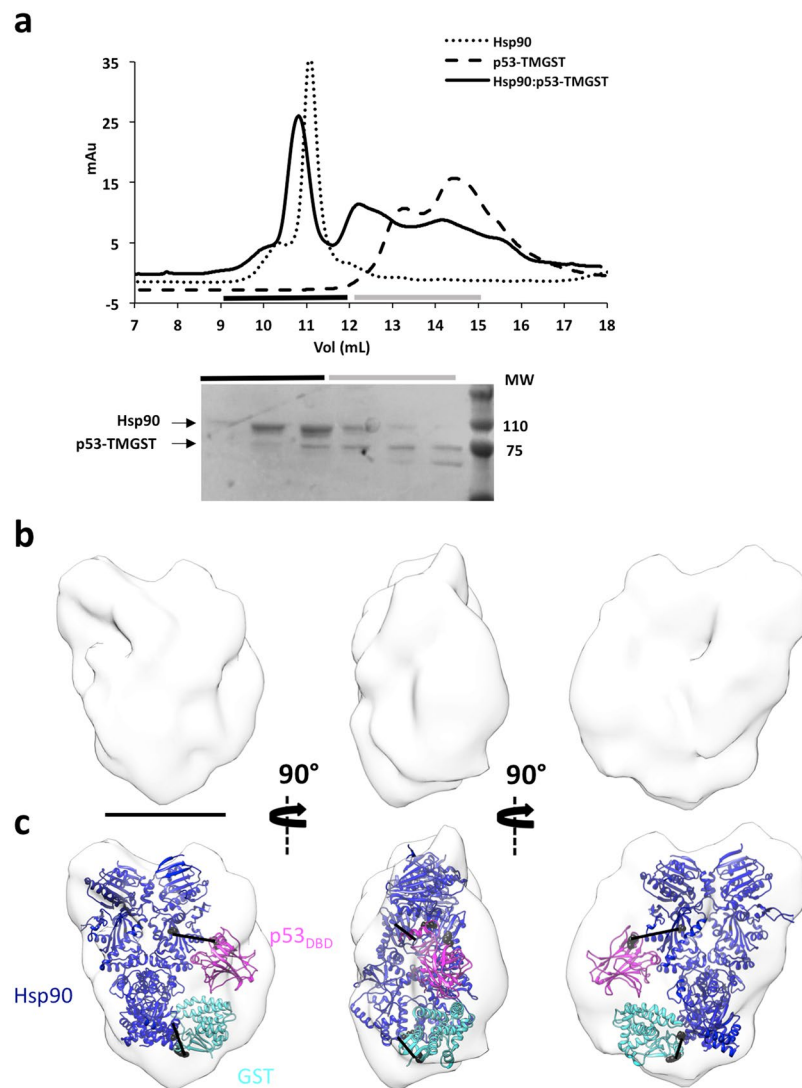 a
Hsp90
p53-TMGST
Hsp90:p53-TMGST
mAu
35
25
15
5
-5
7 8 9 10 11 12 13 14 15 16 17 18
Vol (mL)
MW
Hsp90
110
p53-TMGST
75
b
90° 90°
c
p53DBD
Hsp90
GST